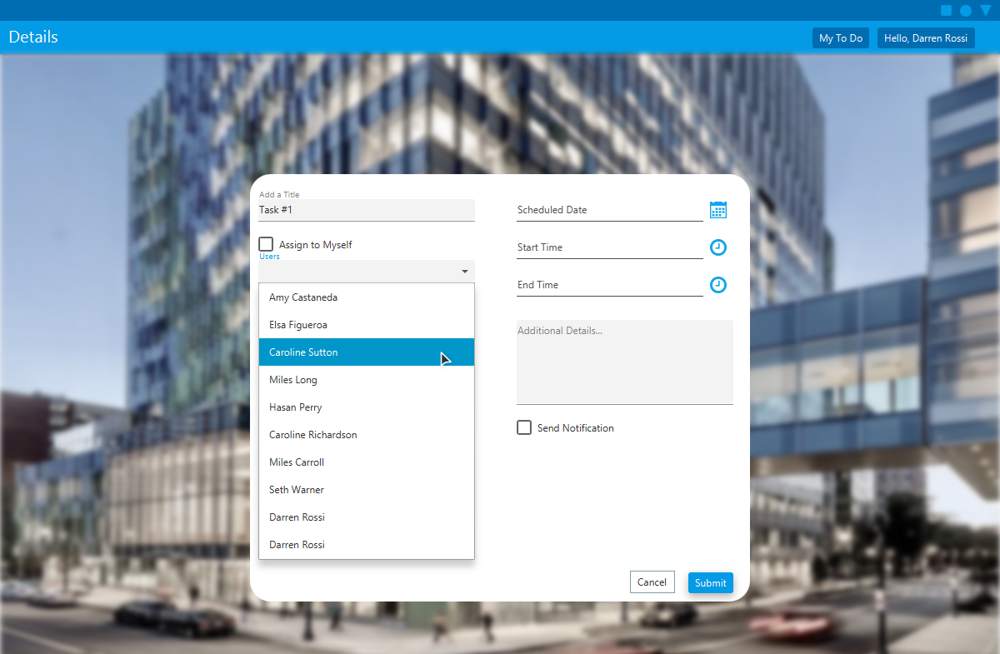 Details
My To Do
Hello, Darren Rossi
Add a Title
Task #1
Assign to Myself
Users
Amy Castaneda
Elsa Figueroa
Caroline Sutton
Miles Long
Hasan Perry
Caroline Richardson
Miles Carroll
Seth Warner
Darren Rossi
Darren Rossi
Scheduled Date
Start Time
End Time
Additional Details...
Send Notification
Cancel
Submit